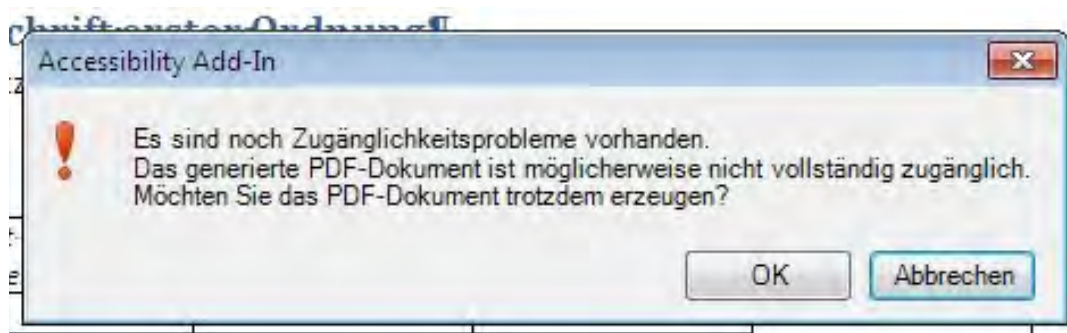 Accessibility Add-In
Es sind noch Zugänglichkeitsprobleme vorhanden.
Das generierte PDF-Dokument ist möglicherweise nicht vollständig zugänglich.
Möchten Sie das PDF-Dokument trotzdem erzeugen?
OK Abbrechen